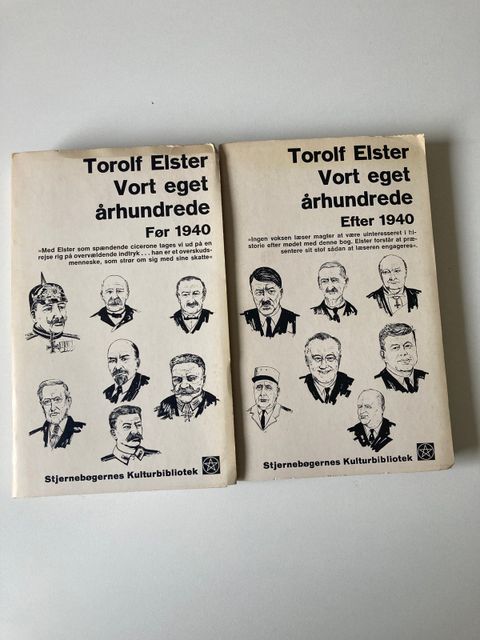 Torolf Elster
Vort eget
århundrede
Før 1940
»Med Elster som spændende cicerone tages vi ud på en
rejse rig på overvældende indtryk . . . han er et overskuds-
menneske, som strør om sig med sine skatte«
Stjernebøgernes Kulturbibliotek
Torolf Elster
Vort eget
århundrede
Efter 1940
»Ingen voksen læser magter at være uinteresseret i hi-
storie efter mødet med denne bog. Elster forstår at præ-
sentere sit stof sådan at læseren engageres«
Stjernebøgernes Kulturbibliotek